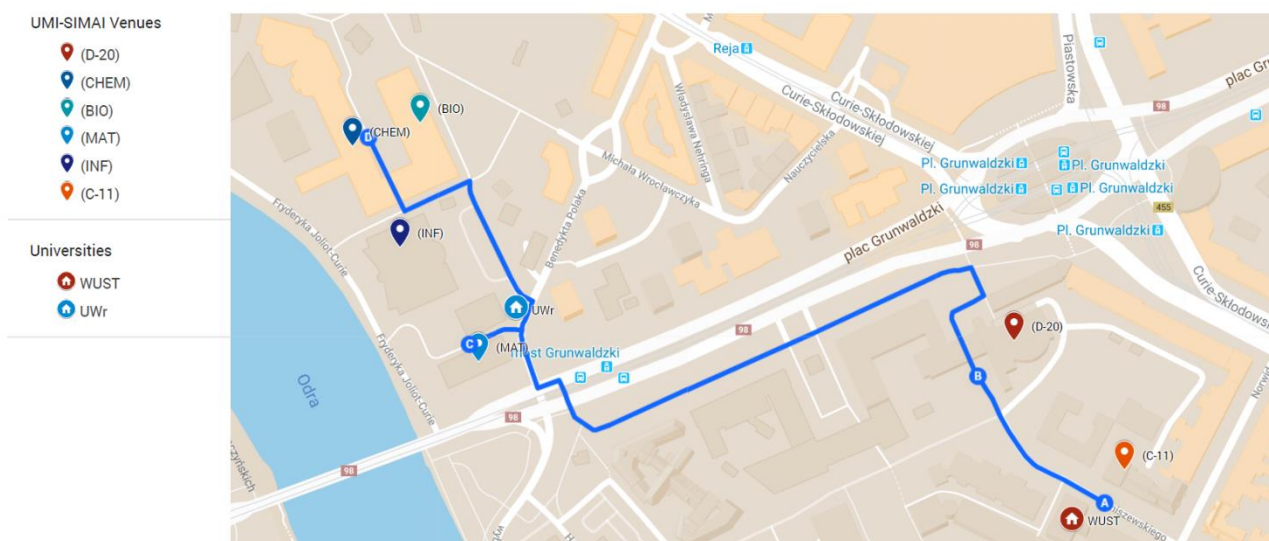 UMI-SIMAI Venues
(D-20)
(CHEM)
(BIO)
(MAT)
(INF)
(C-11)
Universities
WUST
UWr
Reja
Piastowska
plac Gru
98
Curie-Skłodowskiej
Curie-Skłodowskiej
(BIO)
D
(CHEM)
Władysława Nehringa
Michała Wrocławczyka
Nauczycielska
Pl. Grunwaldzki
Pl. Grunwaldzki
Pl. Grunwaldzki
Pl. Grunwaldzki
455
Pl. Grunwaldzki
Fryderyka Joliot-Curie
(INF)
Benedykta Polaka
plac Grunwaldzki
98
Curie-Skłodowskiej
UWr
98
(D-20)
C
(MAT)
most Grunwaldzki
Fryderyka Joliot-Curie
Odra
B
Norwid
98
98
(C-11)
A
WUST
iszewskiego